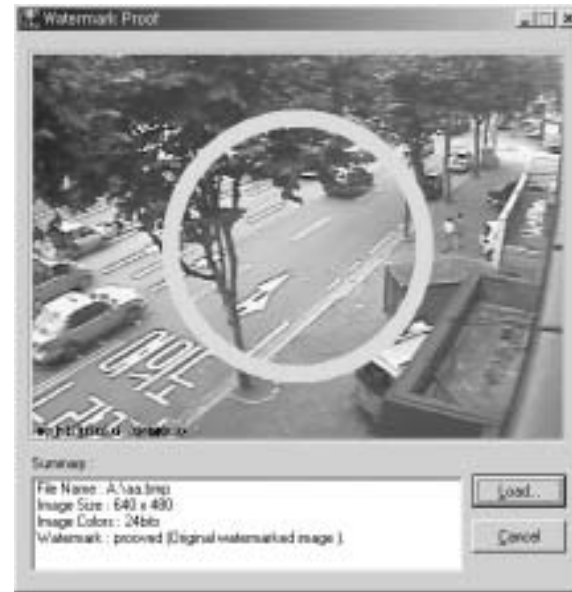 Watermark Proof
Summary :
File Name : A:\aa.bmp
Image Size : 640 x 480
Image Colors : 24bits
Watermark : prooved (Original watermarked image ).
Load...
Cancel